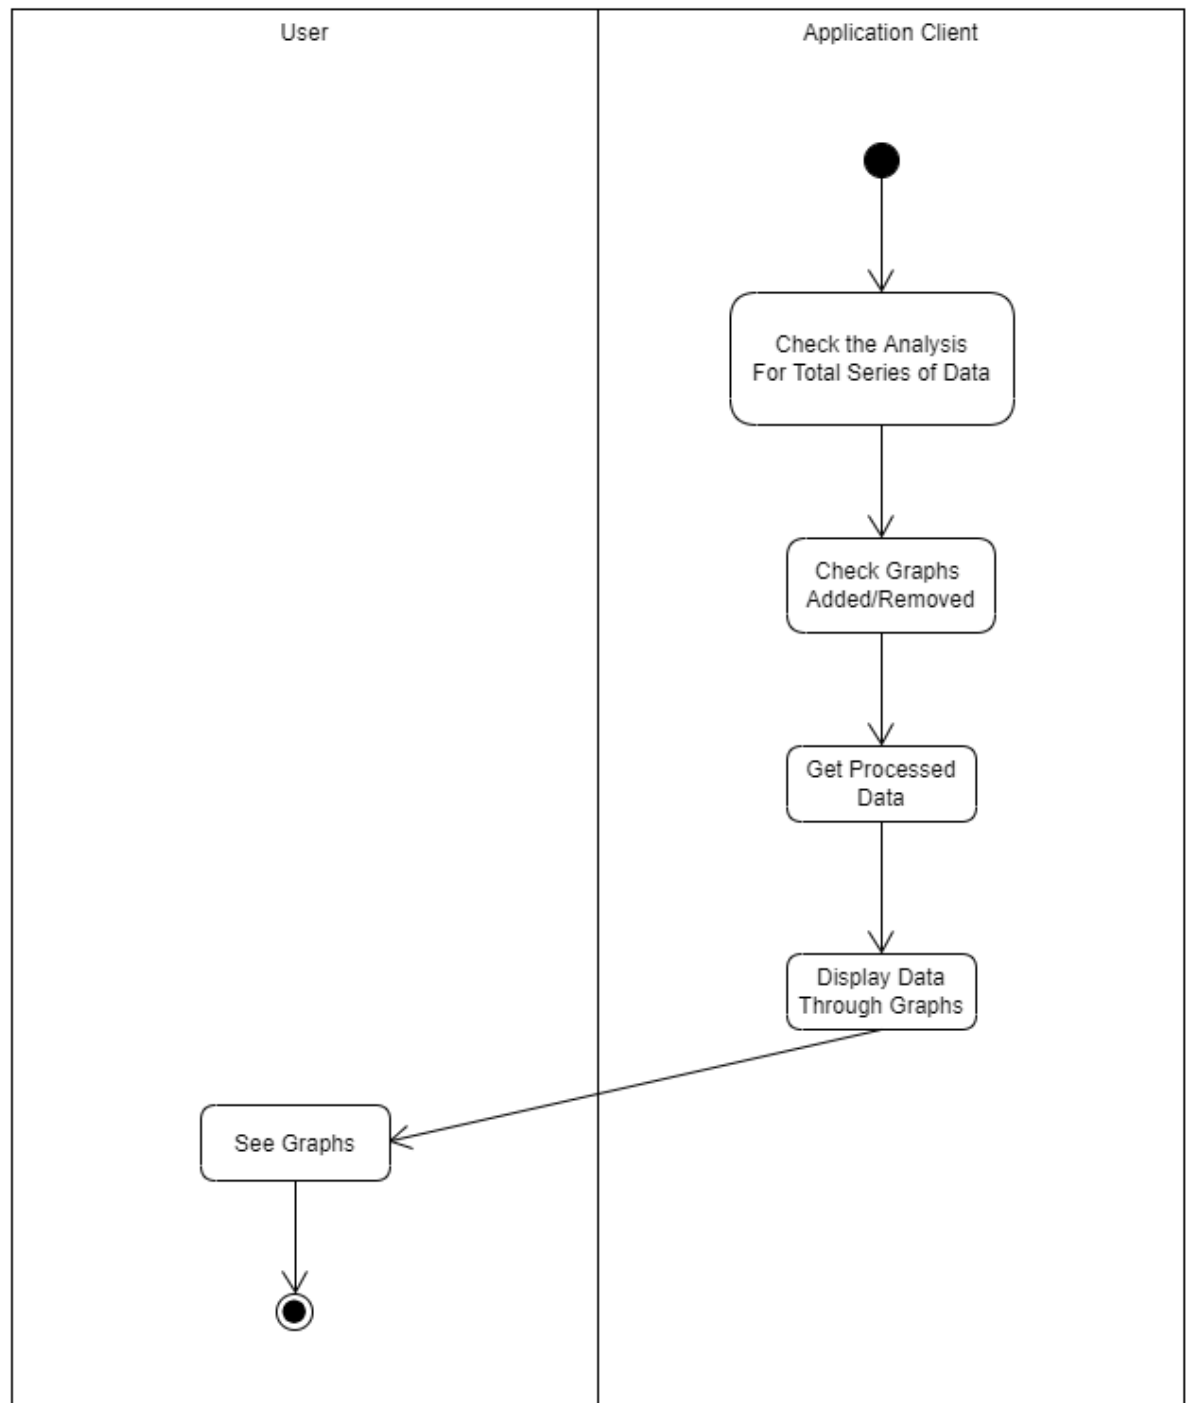 User
Application Client
Check the Analysis
For Total Series of Data
Check Graphs
Added/Removed
Get Processed
Data
Display Data
Through Graphs
See Graphs